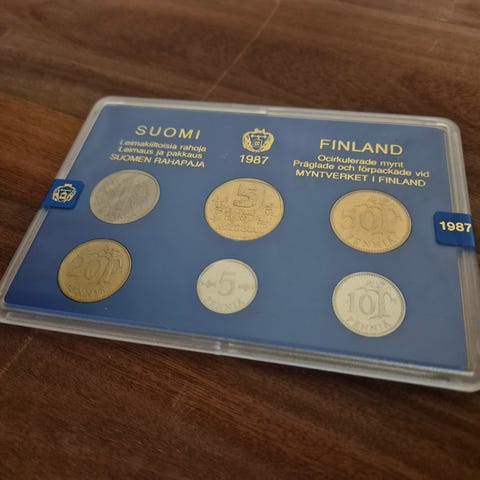 SUOMI
Leimakiiltoisia rahoja
Leimaus ja pakkaus
SUOMEN RAHAPAJA
1987
FINLAND
Ocirkulerade mynt
Präglade och förpackade vid
MYNTVERKET I FINLAND
1987
5
50
PENNIÄ
20
5
PENNIÄ
10
PENNIÄ